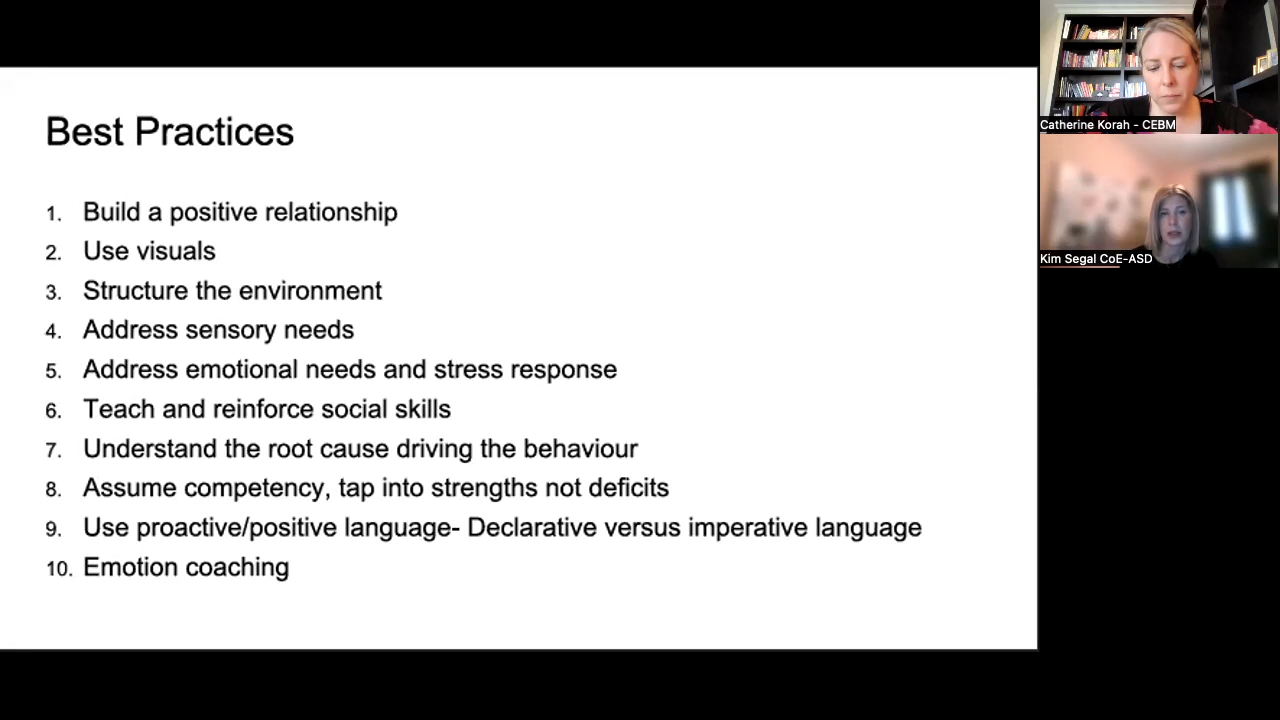 Best Practices
1. Build a positive relationship
2. Use visuals
3. Structure the environment
4. Address sensory needs
5. Address emotional needs and stress response
6. Teach and reinforce social skills
7. Understand the root cause driving the behaviour
8. Assume competency, tap into strengths not deficits
9. Use proactive/positive language- Declarative versus imperative language
10. Emotion coaching
Catherine Korah - CEBM
Kim Segal CoE-ASD